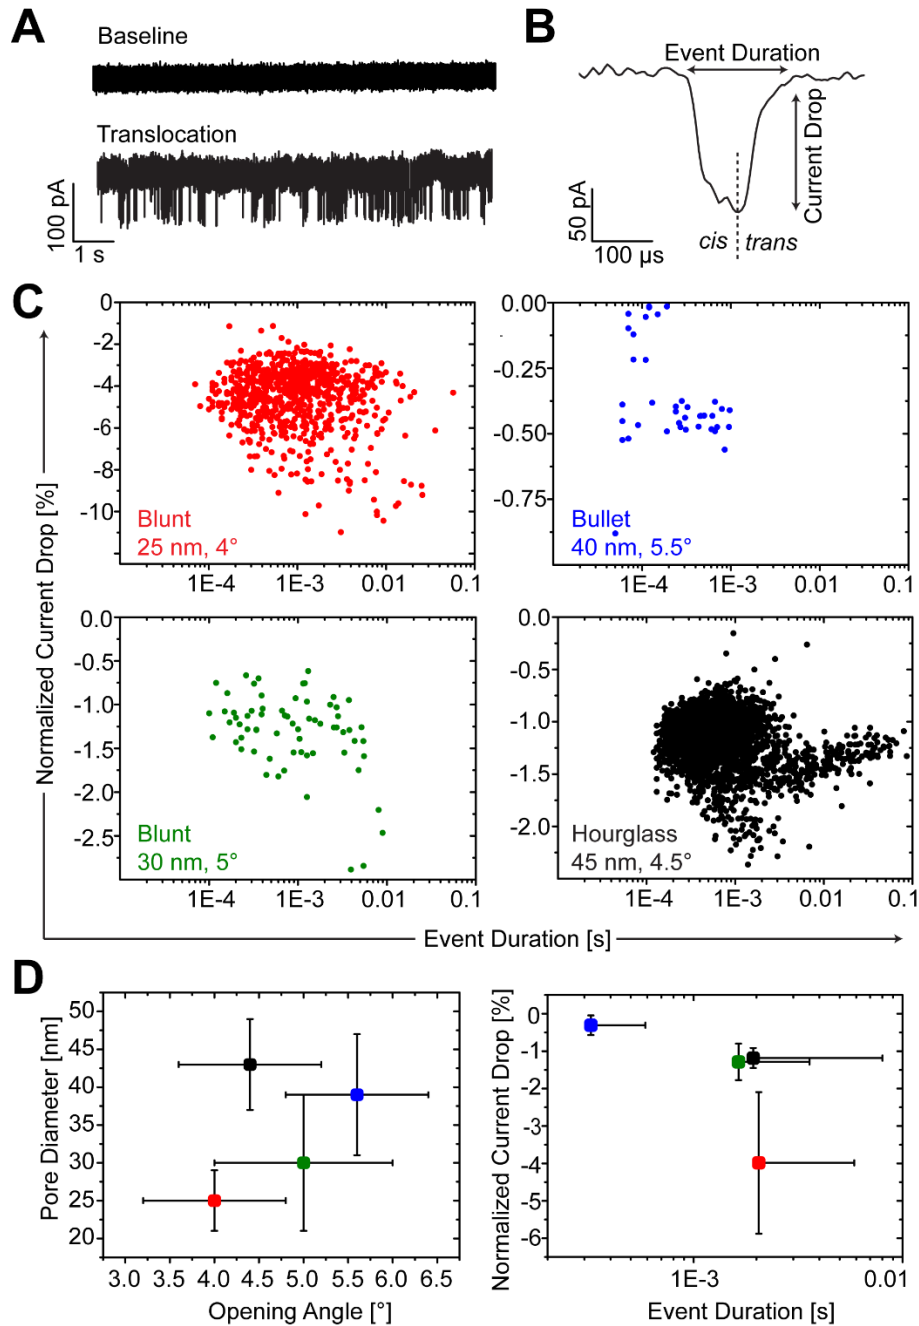 A
Baseline
Translocation
100 pA
1 s
B
Event Duration
Current Drop
50 pA
100 µs
cis
trans
C
Normalized Current Drop [%]
0
-2
-4
-6
-8
-10
Blunt
25 nm, 4°
1E-4
1E-3
0.01
0.1
0.00
-0.25
-0.50
-0.75
Bullet
40 nm, 5.5°
1E-4
1E-3
0.01
0.1
0.0
-0.5
-1.0
-1.5
-2.0
-2.5
Blunt
30 nm, 5°
1E-4
1E-3
0.01
0.1
0.0
-0.5
-1.0
-1.5
-2.0
Hourglass
45 nm, 4.5°
1E-4
1E-3
0.01
0.1
Event Duration [s]
D
Pore Diameter [nm]
50
45
40
35
30
25
20
3.0
3.5
4.0
4.5
5.0
5.5
6.0
6.5
Opening Angle [°]
Normalized Current Drop [%]
0
-1
-2
-4
-5
-6
1E-3
0.01
Event Duration [s]